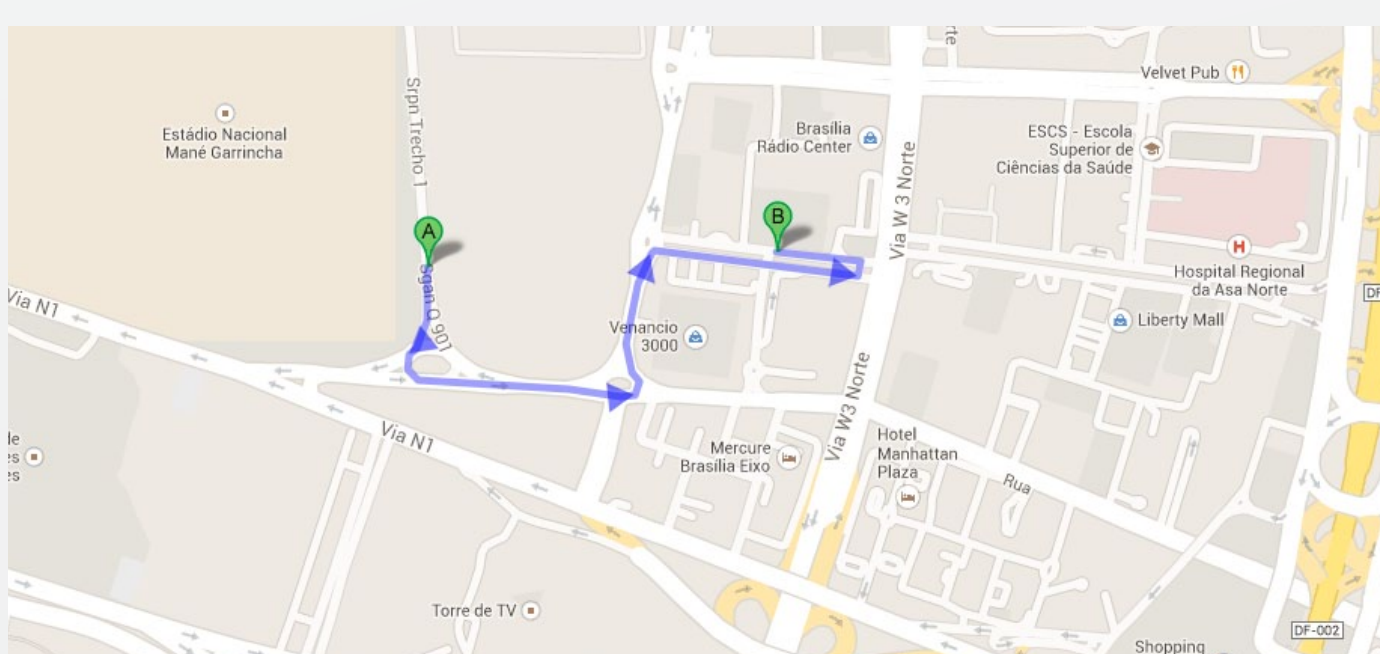 Estádio Nacional
Mané Garrincha
Srpn Trecho 1
A
Sgan Q 901
Via N1
Via N1
Torre de TV
B
Brasília
Rádio Center
Venancio
3000
Mercure
Brasília Eixo
Via W 3 Norte
Via W3 Norte
Hotel
Manhattan
Plaza
Rua
Velvet Pub
ESCS - Escola
Superior de
Ciências da Saúde
H
Hospital Regional
da Asa Norte
Liberty Mall
DF-002
Shopping